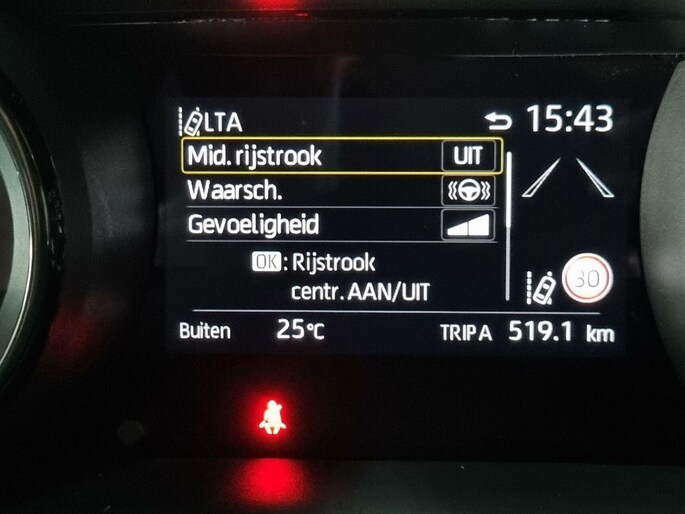 LTA 15:43
Mid. rijstrook UIT
Waarsch.
Gevoeligheid
OK : Rijstrook
centr. AAN/UIT
30
Buiten 25°C TRIP A 519.1 km